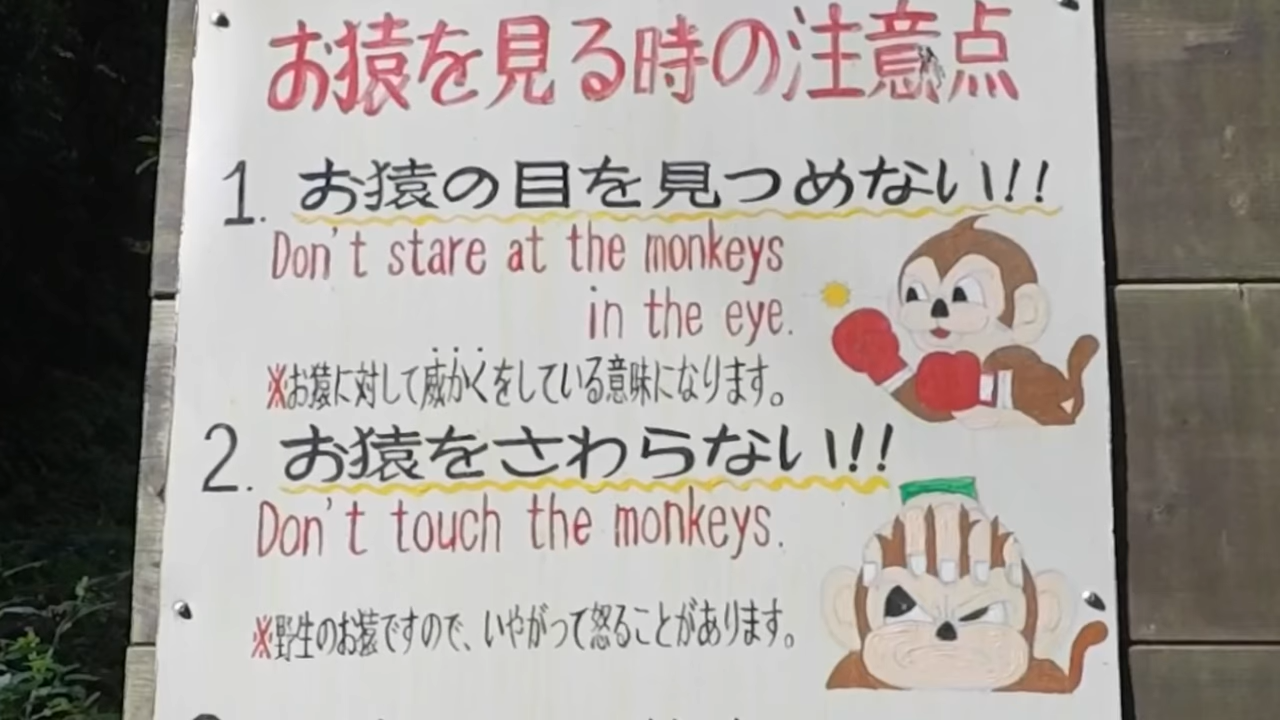 お猿を見る時の注意点
1. お猿の目を見つめない!!
Don't stare at the monkeys
in the eye.
※お猿に対して威かくをしている意味になります。
2. お猿をさわらない!!
Don't touch the monkeys.
※野生のお猿ですので、いやがって怒ることがあります。